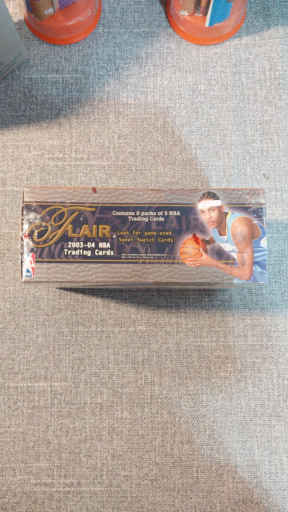 Contains 8 packs of 5 NBA
Trading Cards
FLAIR
Look for game-used
Sweet Swatch Cards
2003-04 NBA
Trading Cards